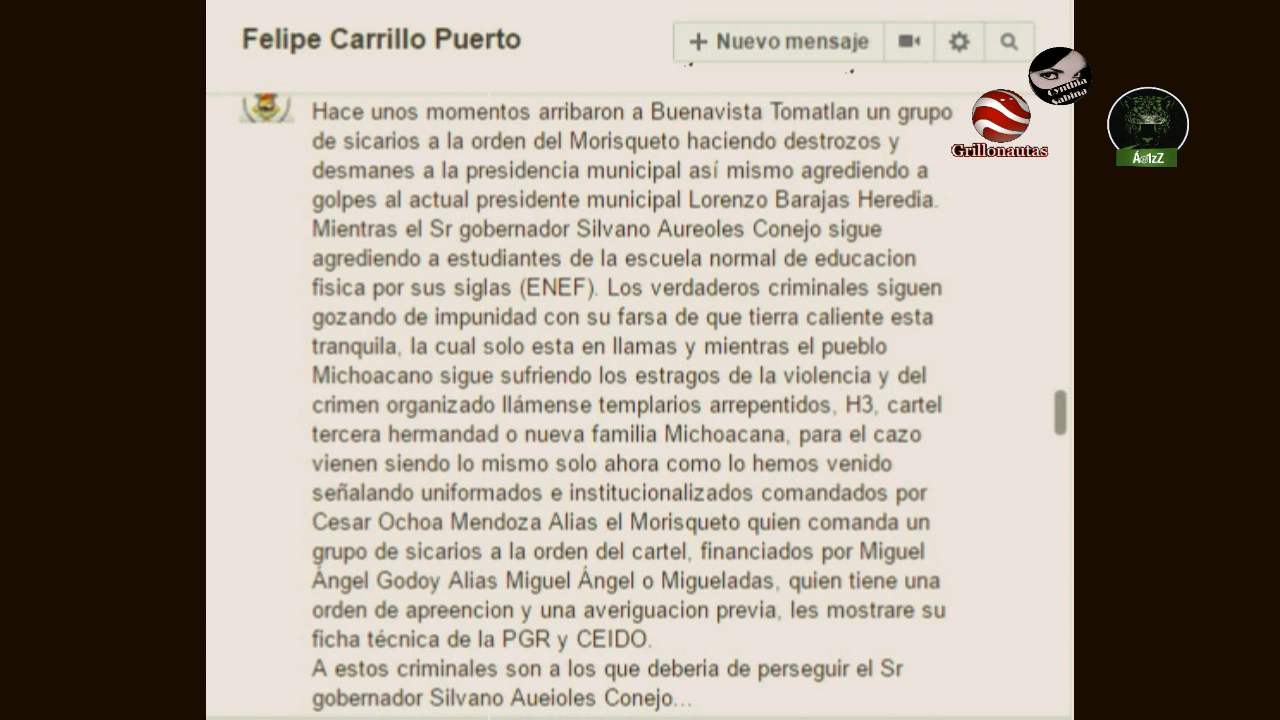 Felipe Carrillo Puerto
+ Nuevo mensaje
Hace unos momentos arribaron a Buenavista Tomatlan un grupo
de sicarios a la orden del Morisqueto haciendo destrozos y
desmanes a la presidencia municipal así mismo agrediendo a
golpes al actual presidente municipal Lorenzo Barajas Heredia.
Mientras el Sr gobernador Silvano Aureoles Conejo sigue
agrediendo a estudiantes de la escuela normal de educacion
fisica por sus siglas (ENEF). Los verdaderos criminales siguen
gozando de impunidad con su farsa de que tierra caliente esta
tranquila, la cual solo esta en llamas y mientras el pueblo
Michoacano sigue sufriendo los estragos de la violencia y del
crimen organizado llámense templarios arrepentidos, H3, cartel
tercera hermandad o nueva familia Michoacana, para el cazo
vienen siendo lo mismo solo ahora como lo hemos venido
señalando uniformados e institucionalizados comandados por
Cesar Ochoa Mendoza Alias el Morisqueto quien comanda un
grupo de sicarios a la orden del cartel, financiados por Miguel
Ángel Godoy Alias Miguel Ángel o Migueladas, quien tiene una
orden de apreencion y una averiguacion previa, les mostrare su
ficha técnica de la PGR y CEIDO.
A estos criminales son a los que deberia de perseguir el Sr
gobernador Silvano Aueioles Conejo...
Cynthia
Sabina
Grillonautas
A@1zZ